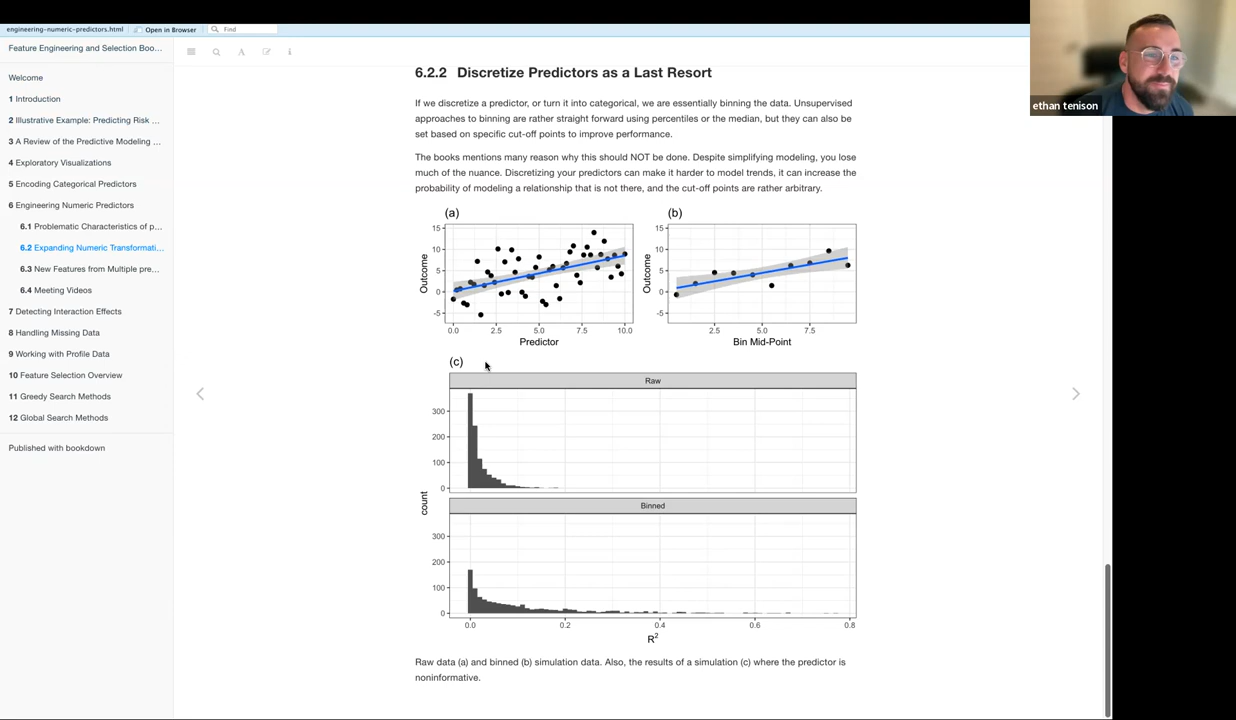 engineering-numeric-predictors.html
Open in Browser
Find
ethan tenison
Feature Engineering and Selection Boo...
Welcome
1 Introduction
2 Illustrative Example: Predicting Risk ...
3 A Review of the Predictive Modeling ...
4 Exploratory Visualizations
5 Encoding Categorical Predictors
6 Engineering Numeric Predictors
6.1 Problematic Characteristics of p...
6.2 Expanding Numeric Transformati...
6.3 New Features from Multiple pre...
6.4 Meeting Videos
7 Detecting Interaction Effects
8 Handling Missing Data
9 Working with Profile Data
10 Feature Selection Overview
11 Greedy Search Methods
12 Global Search Methods
Published with bookdown
A
i
6.2.2 Discretize Predictors as a Last Resort
If we discretize a predictor, or turn it into categorical, we are essentially binning the data. Unsupervised
approaches to binning are rather straight forward using percentiles or the median, but they can also be
set based on specific cut-off points to improve performance.
The books mentions many reason why this should NOT be done. Despite simplifying modeling, you lose
much of the nuance. Discretizing your predictors can make it harder to model trends, it can increase the
probability of modeling a relationship that is not there, and the cut-off points are rather arbitrary.
(a)
15
10
5
0
-5
Outcome
0.0 2.5 5.0 7.5 10.0
Predictor
(b)
15
10
5
0
-5
Outcome
2.5 5.0 7.5
Bin Mid-Point
(c)
Raw
300
200
100
0
count
Binned
300
200
100
0
0.0 0.2 0.4 0.6 0.8
R²
Raw data (a) and binned (b) simulation data. Also, the results of a simulation (c) where the predictor is
noninformative.